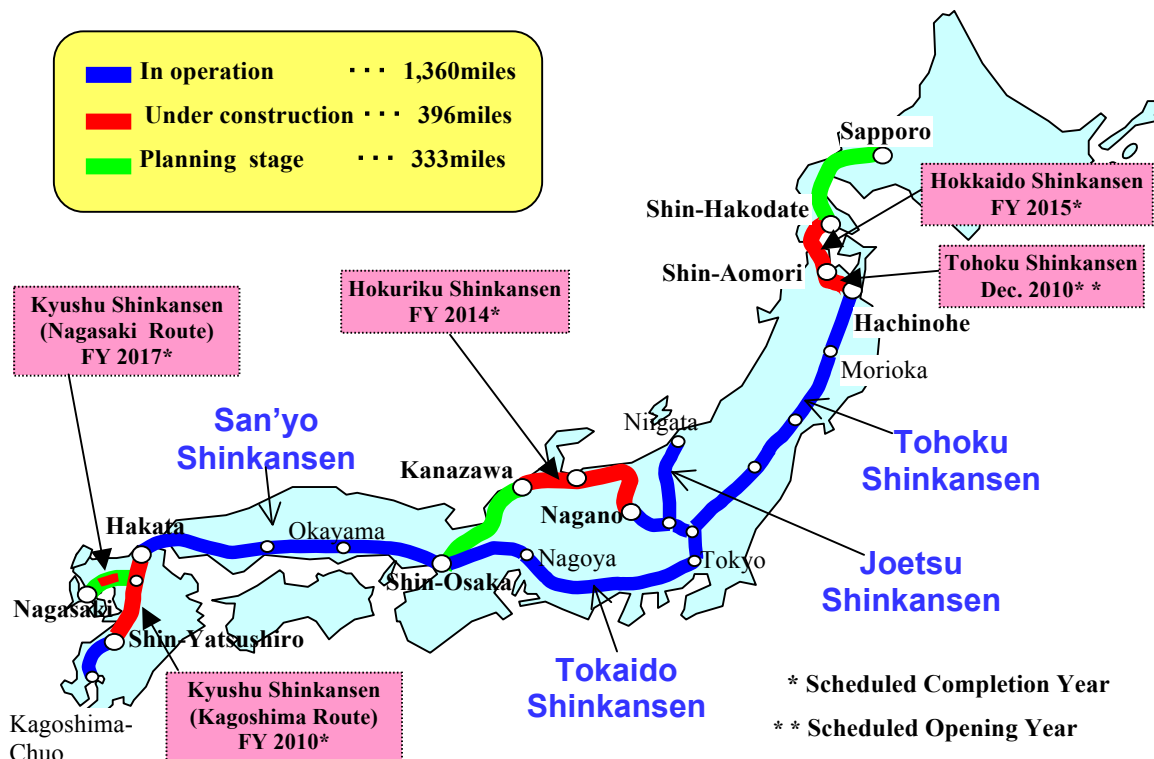 In operation ··· 1,360miles
Under construction ··· 396miles
Planning stage ··· 333miles
Sapporo
Hokkaido Shinkansen
FY 2015*
Shin-Hakodate
Shin-Aomori
Tohoku Shinkansen
Dec. 2010* *
Hachinohe
Morioka
Kyushu Shinkansen
(Nagasaki Route)
FY 2017*
Hokuriku Shinkansen
FY 2014*
San'yo
Shinkansen
Niigata
Tohoku
Shinkansen
Kanazawa
Nagano
Hakata
Okayama
Nagoya
Tokyo
Shin-Osaka
Joetsu
Shinkansen
Nagasaki
Shin-Yatsushiro
Tokaido
Shinkansen
Kyushu Shinkansen
(Kagoshima Route)
FY 2010*
Kagoshima-
Chuo
* Scheduled Completion Year
* * Scheduled Opening Year